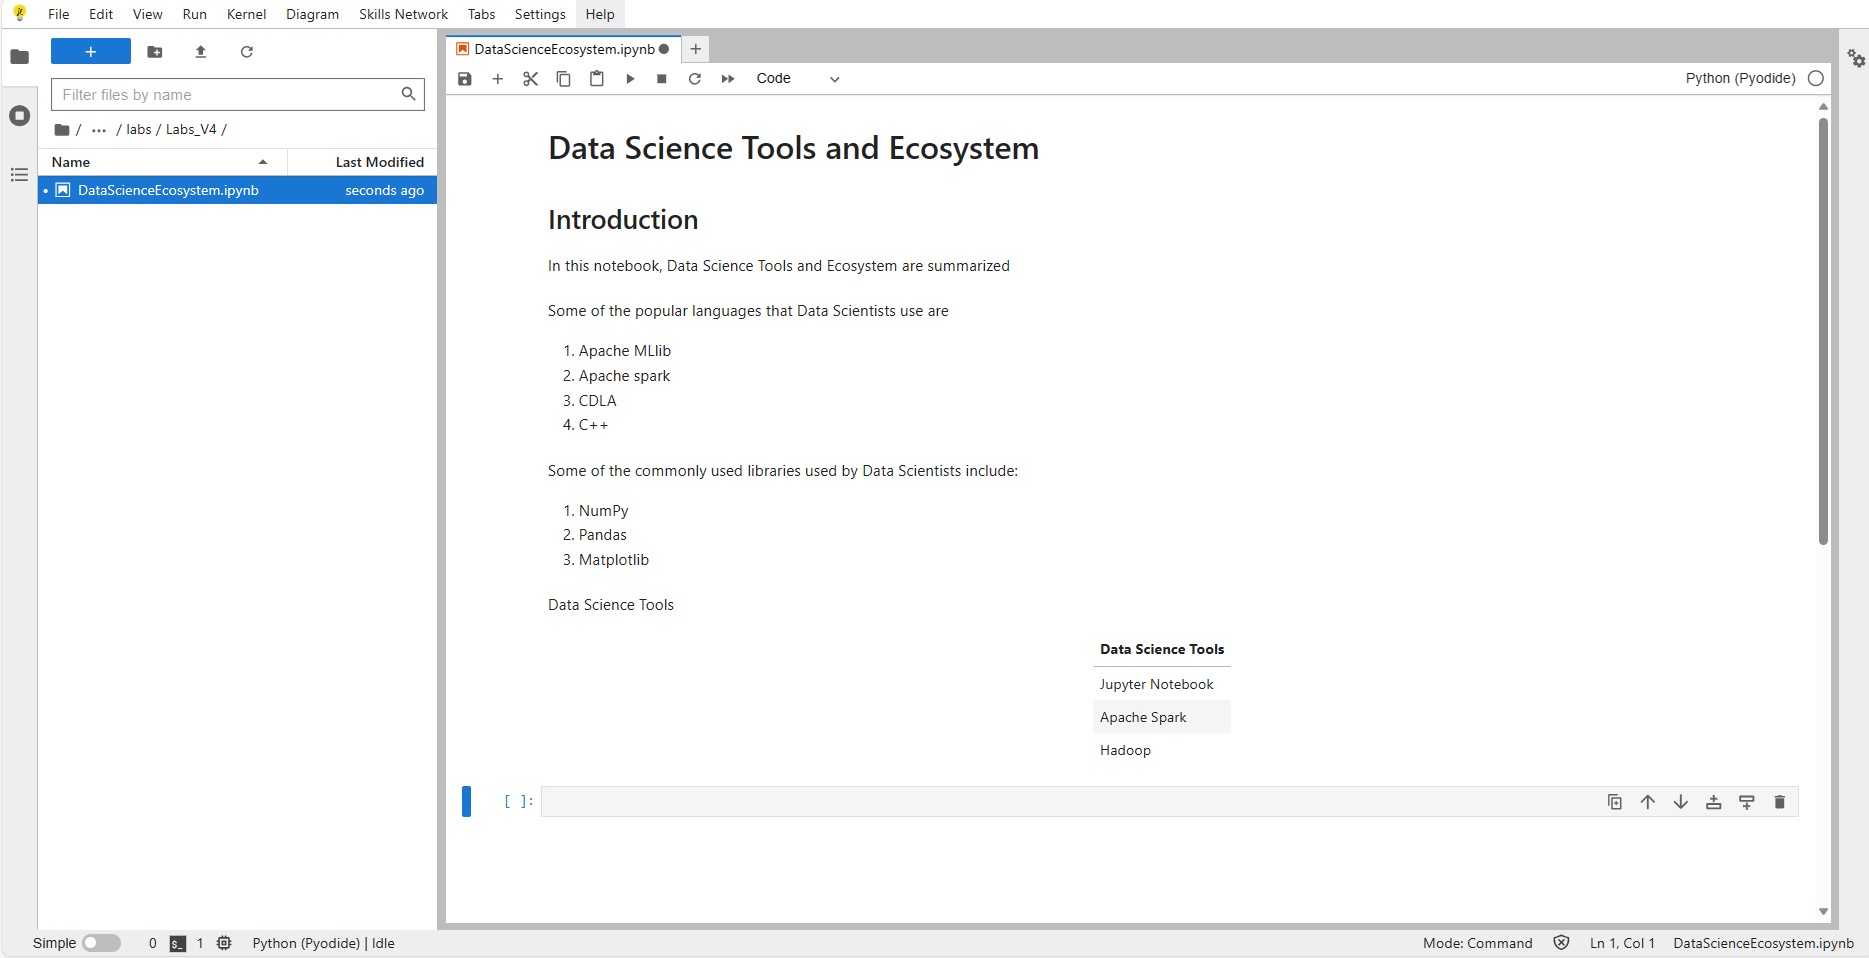 File Edit View Run Kernel Diagram Skills Network Tabs Settings Help
+
Filter files by name
/ ··· / labs / Labs_V4 /
Name Last Modified
DataScienceEcosystem.ipynb seconds ago
DataScienceEcosystem.ipynb
Code
Python (Pyodide)
Data Science Tools and Ecosystem
Introduction
In this notebook, Data Science Tools and Ecosystem are summarized
Some of the popular languages that Data Scientists use are
1. Apache MLlib
2. Apache spark
3. CDLA
4. C++
Some of the commonly used libraries used by Data Scientists include:
1. NumPy
2. Pandas
3. Matplotlib
Data Science Tools
Data Science Tools
Jupyter Notebook
Apache Spark
Hadoop
[ ]:
Simple 0 $_ 1 Python (Pyodide) | Idle Mode: Command Ln 1, Col 1 DataScienceEcosystem.ipynb